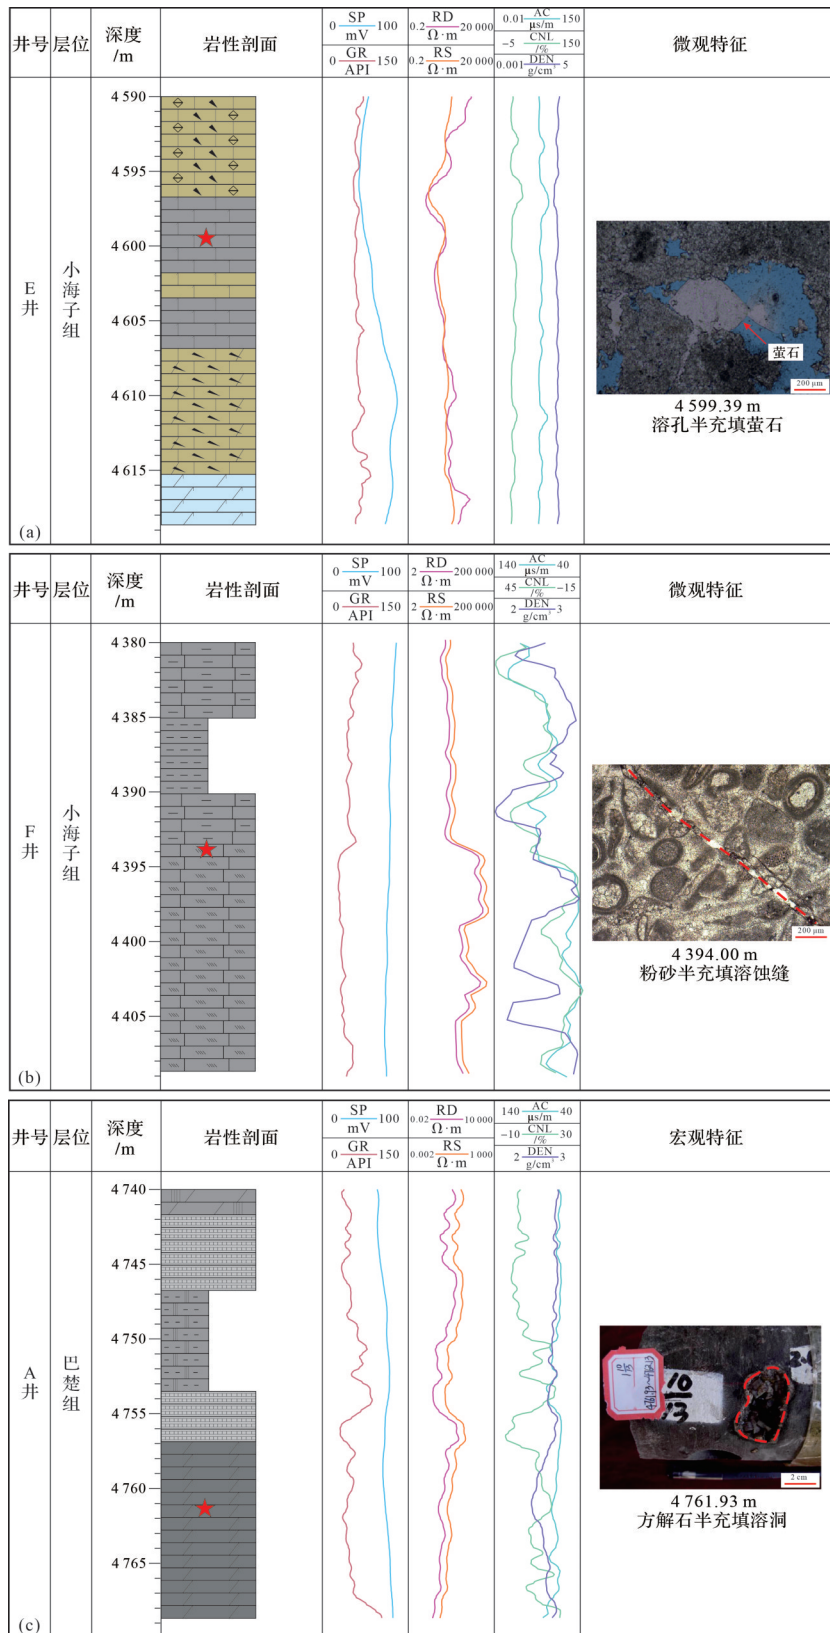 井号 层位 深度/m 岩性剖面 0 SP mV 100 0.2 RD Ω·m 20 000 0.01 AC μs/m 150 微观特征
0 GR API 150 0.2 RS Ω·m 20 000 -5 CNL /% 150
0.001 DEN g/cm³ 5
4 590
4 595
4 600
E井 小海子组
4 605
萤石
200 μm
4 610
4 599.39 m
溶孔半充填萤石
4 615
(a)
井号 层位 深度/m 岩性剖面 0 SP mV 100 2 RD Ω·m 200 000 140 AC μs/m 40 微观特征
0 GR API 150 2 RS Ω·m 200 000 45 CNL /% -15
2 DEN g/cm³ 3
4 380
4 385
4 390
F井 小海子组
4 395
200 μm
4 400
4 394.00 m
粉砂半充填溶蚀缝
4 405
(b)
井号 层位 深度/m 岩性剖面 0 SP mV 100 0.02 RD Ω·m 10 000 140 AC μs/m 40 宏观特征
0 GR API 150 0.002 RS Ω·m 1 000 -10 CNL /% 30
2 DEN g/cm³ 3
4 740
4 745
4 750
A井 巴楚组
10
13
4 755
2 cm
4 760
4 761.93 m
方解石半充填溶洞
4 765
(c)